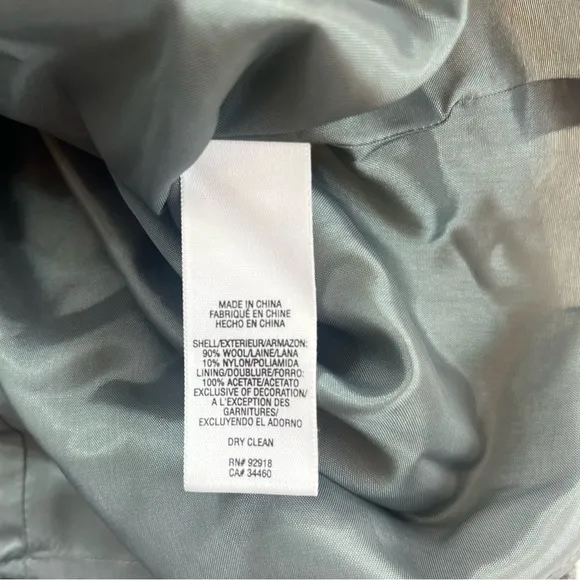 MADE IN CHINA
FABRIQUÉ EN CHINE
HECHO EN CHINA
SHELL/EXTERIEUR/ARMAZON:
90% WOOL/LAINE/LANA
10% NYLON/POLIAMIDA
LINING/DOUBLURE/FORRO:
100% ACETATE/ACETATO
EXCLUSIVE OF DECORATION/
A L'EXCEPTION DES
GARNITURES/
EXCLUYENDO EL ADORNO
DRY CLEAN
RN# 92918
CA# 34460